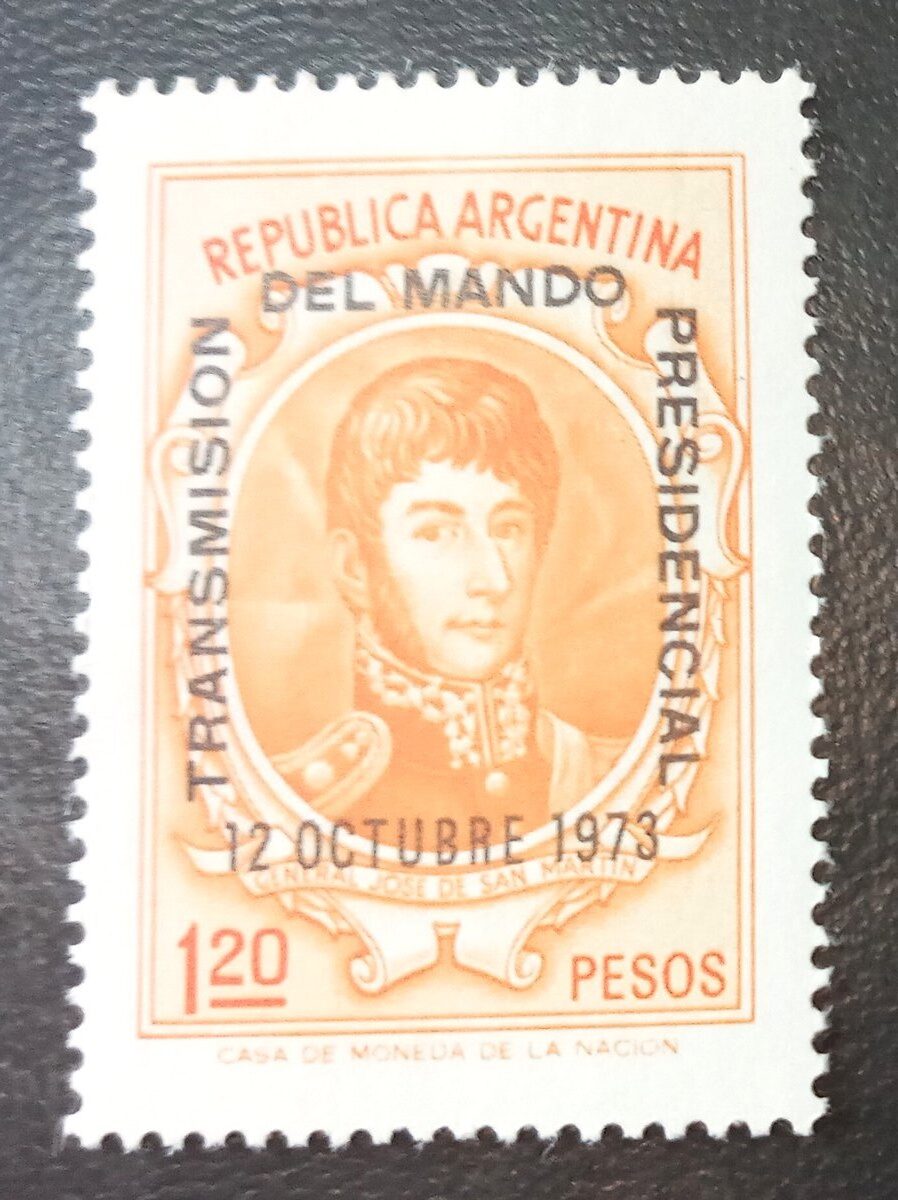 REPUBLICA ARGENTINA
TRANSMISION
DEL MANDO
PRESIDENCIAL
12 OCTUBRE 1973
GENERAL JOSE DE SAN MARTIN
1.20
PESOS
CASA DE MONEDA DE LA NACION